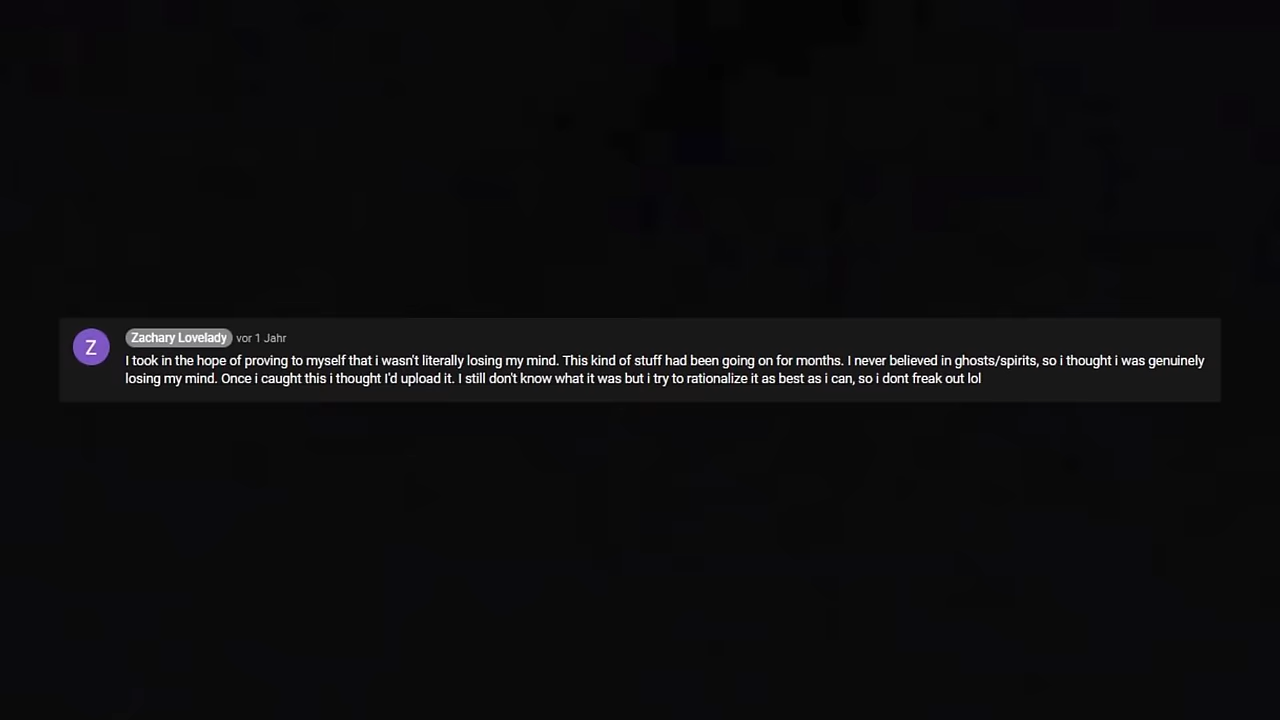 Z
Zachary Lovelady vor 1 Jahr
I took in the hope of proving to myself that i wasn't literally losing my mind. This kind of stuff had been going on for months. I never believed in ghosts/spirits, so i thought i was genuinely
losing my mind. Once i caught this i thought I'd upload it. I still don't know what it was but i try to rationalize it as best as i can, so i dont freak out lol